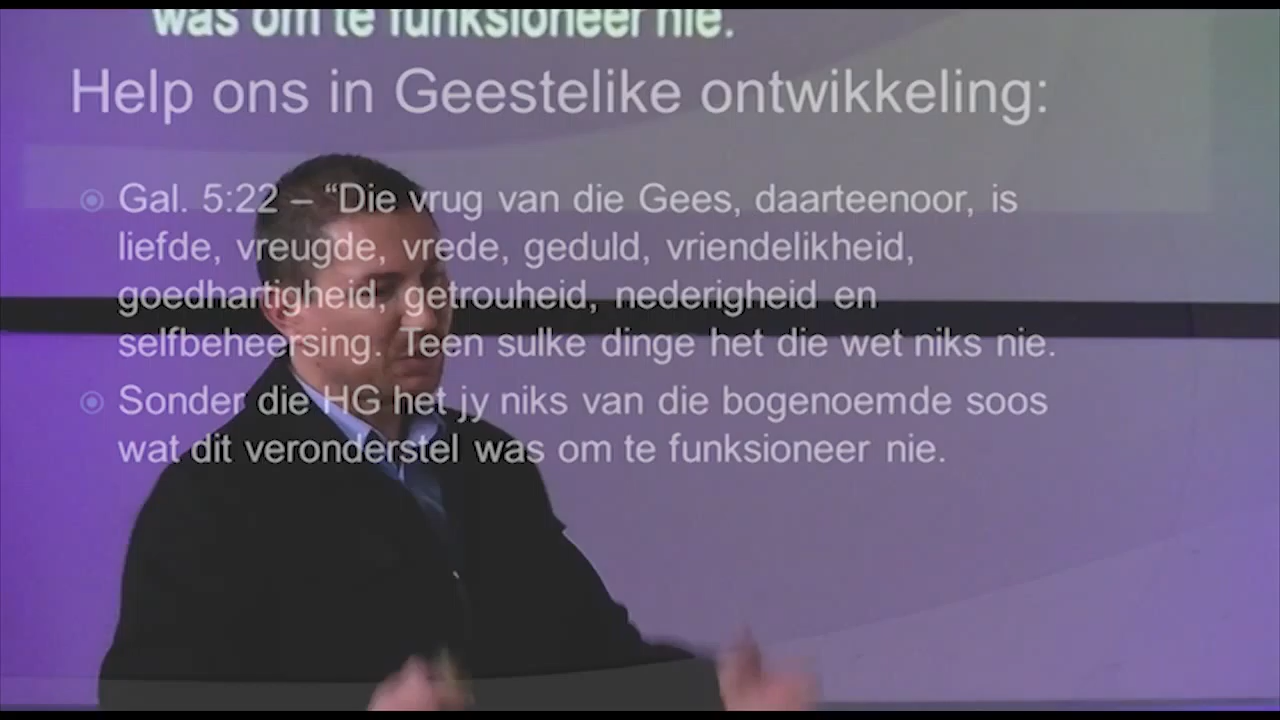 was om te funksioneer nie.
Help ons in Geestelike ontwikkeling:
Gal. 5:22 – “Die vrug van die Gees, daarteenoor, is
liefde, vreugde, vrede, geduld, vriendelikheid,
goedhartigheid, getrouheid, nederigheid en
selfbeheersing. Teen sulke dinge het die wet niks nie.
Sonder die HG het jy niks van die bogenoemde soos
wat dit veronderstel was om te funksioneer nie.